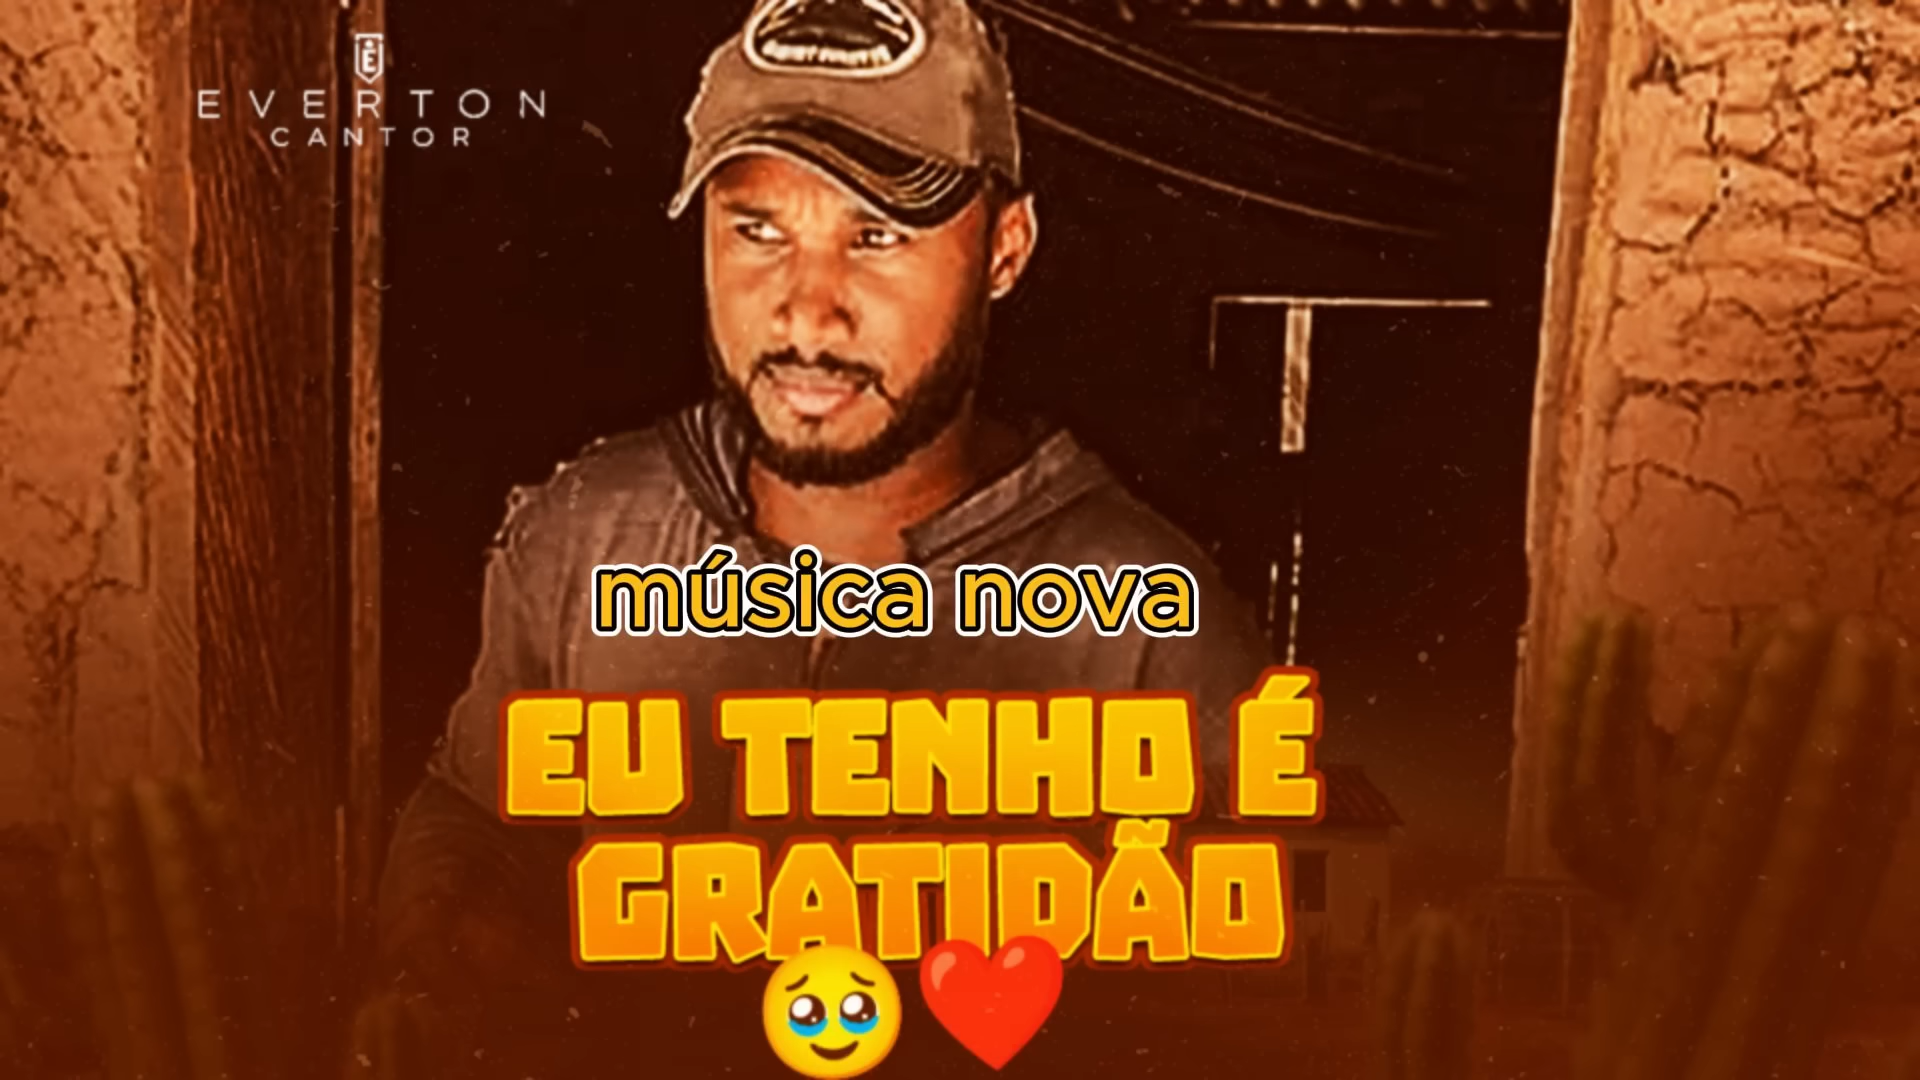 EVERTON
CANTOR
música nova
EU TENHO É
GRATIDÃO